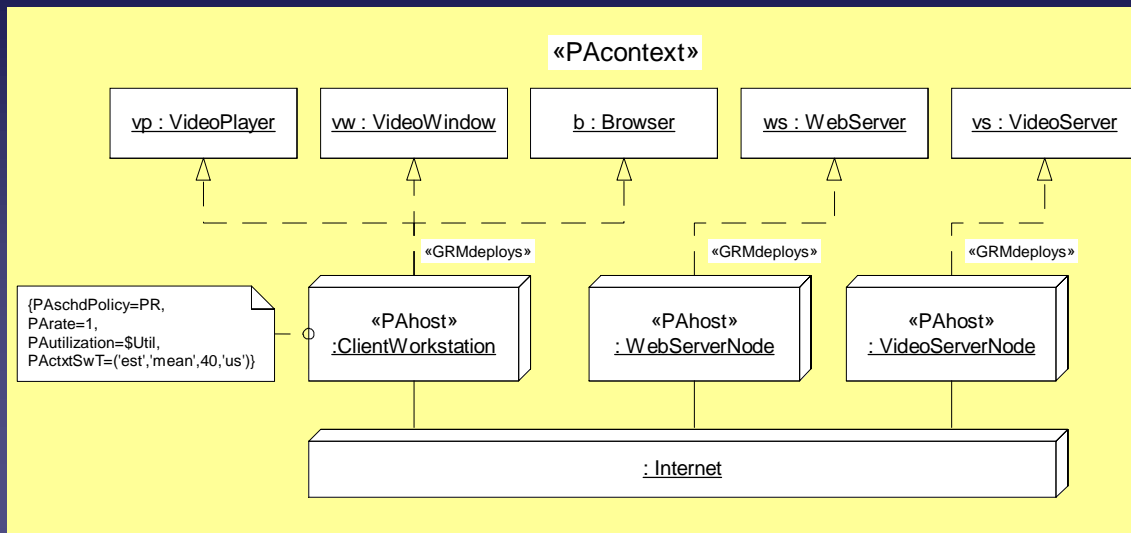 «PAcontext»
vp : VideoPlayer
vw : VideoWindow
b : Browser
ws : WebServer
vs : VideoServer
«GRMdeploys»
«GRMdeploys»
«GRMdeploys»
{PAschdPolicy=PR,
PArate=1,
PAutilization=$Util,
PActxtSwT=('est','mean',40,'us')}
«PAhost»
:ClientWorkstation
«PAhost»
: WebServerNode
«PAhost»
: VideoServerNode
: Internet